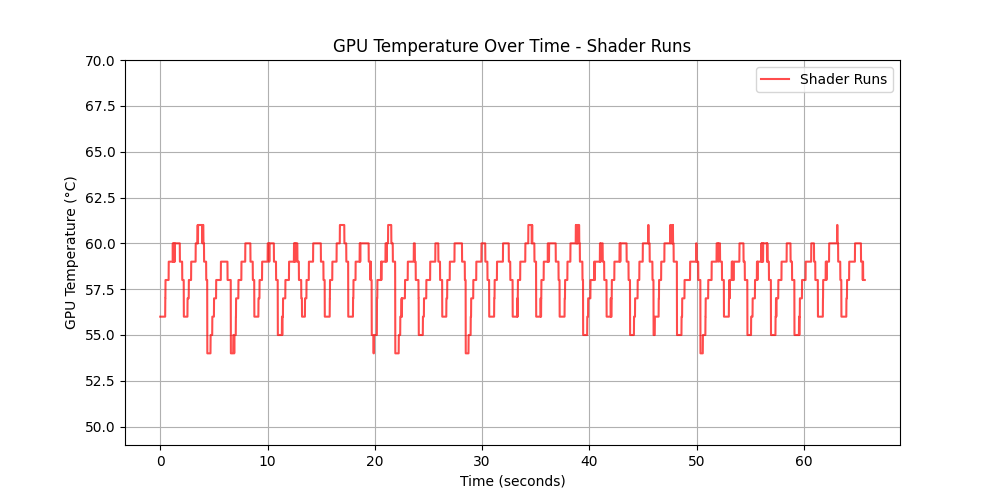 GPU Temperature Over Time - Shader Runs
Shader Runs
GPU Temperature (°C)
70.0
67.5
65.0
62.5
60.0
57.5
55.0
52.5
50.0
0 10 20 30 40 50 60
Time (seconds)